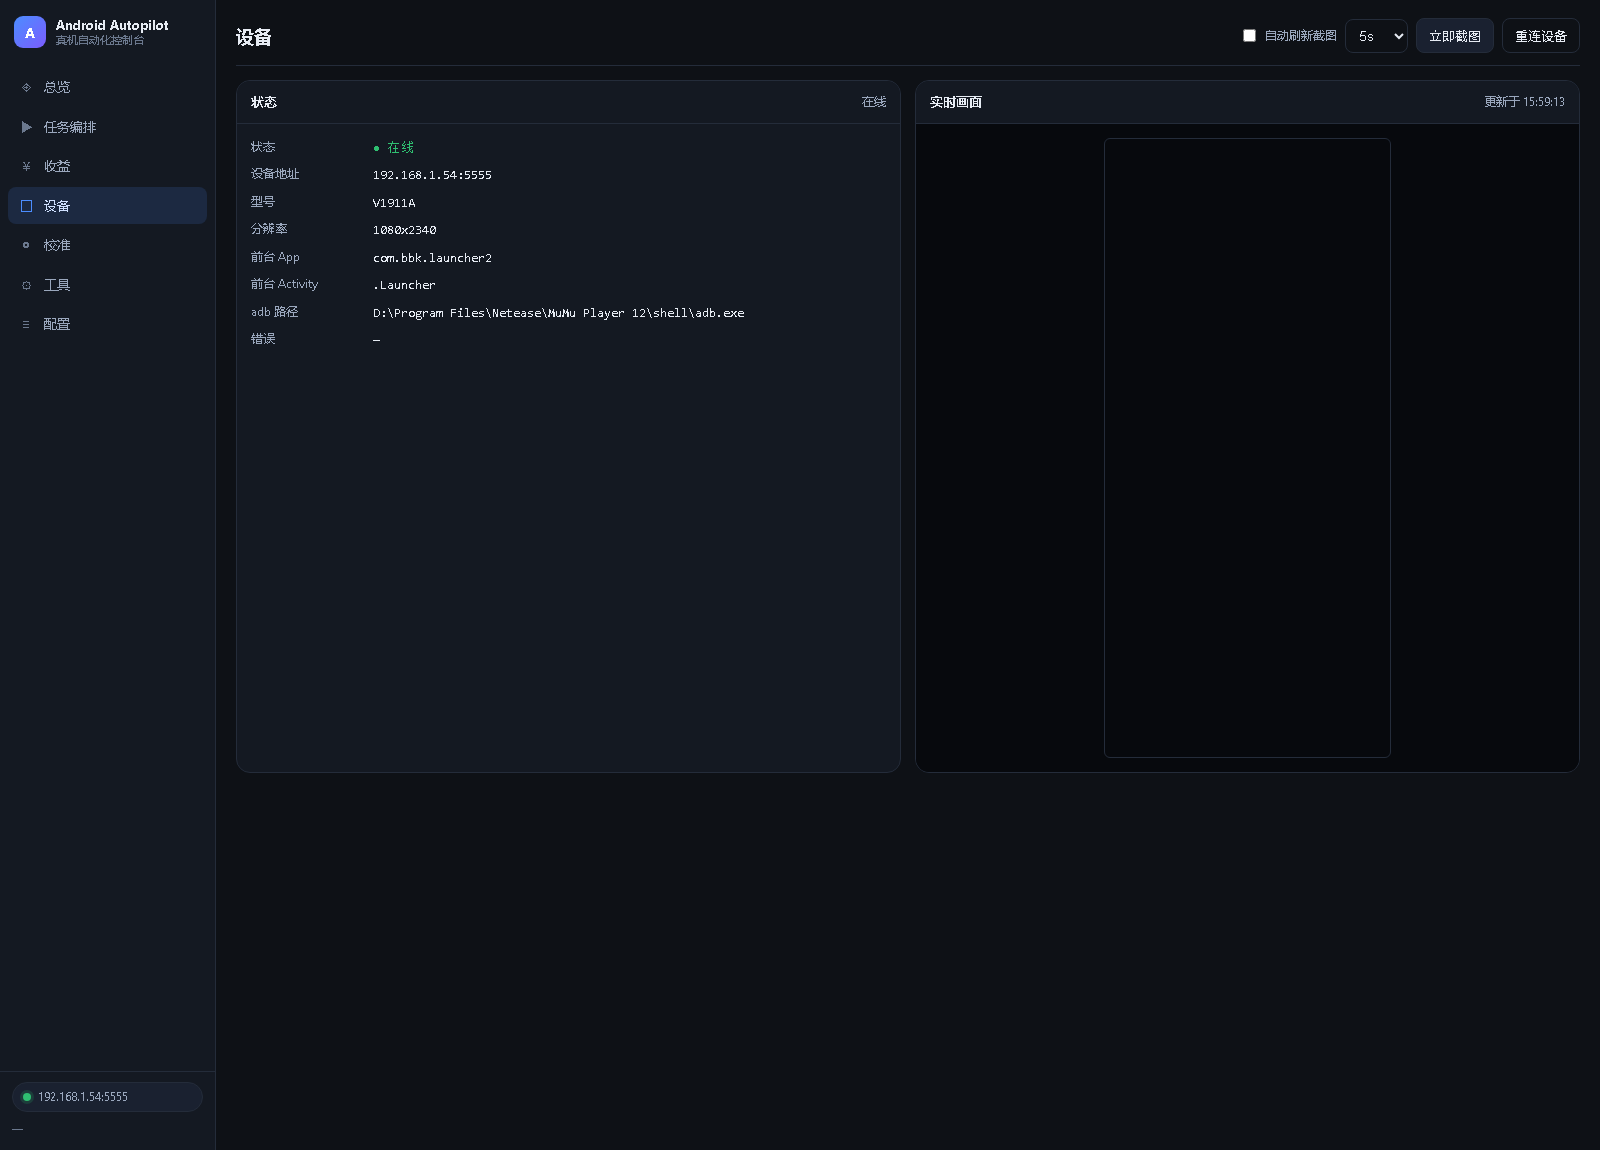 A
Android Autopilot
真机自动化控制台
总览
任务编排
¥ 收益
设备
校准
工具
配置
192.168.1.54:5555
—
设备
自动刷新截图
5s
立即截图
重连设备
状态
在线
状态
● 在线
设备地址
192.168.1.54:5555
型号
V1911A
分辨率
1080x2340
前台 App
com.bbk.launcher2
前台 Activity
.Launcher
adb 路径
D:\Program Files\Netease\MuMu Player 12\shell\adb.exe
错误
—
实时画面
更新于 15:59:13